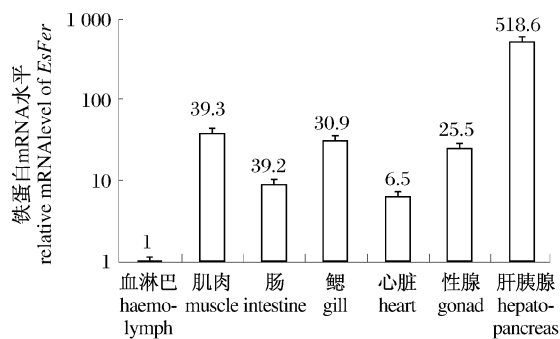 铁蛋白mRNA水平
relative mRNAlevel of EsFer
1 000
100
10
1
1
39.3
39.2
30.9
6.5
25.5
518.6
血淋巴 肌肉 肠 鳃 心脏 性腺 肝胰腺
haemo- muscle intestine gill heart gonad hepato-
lymph pancreas